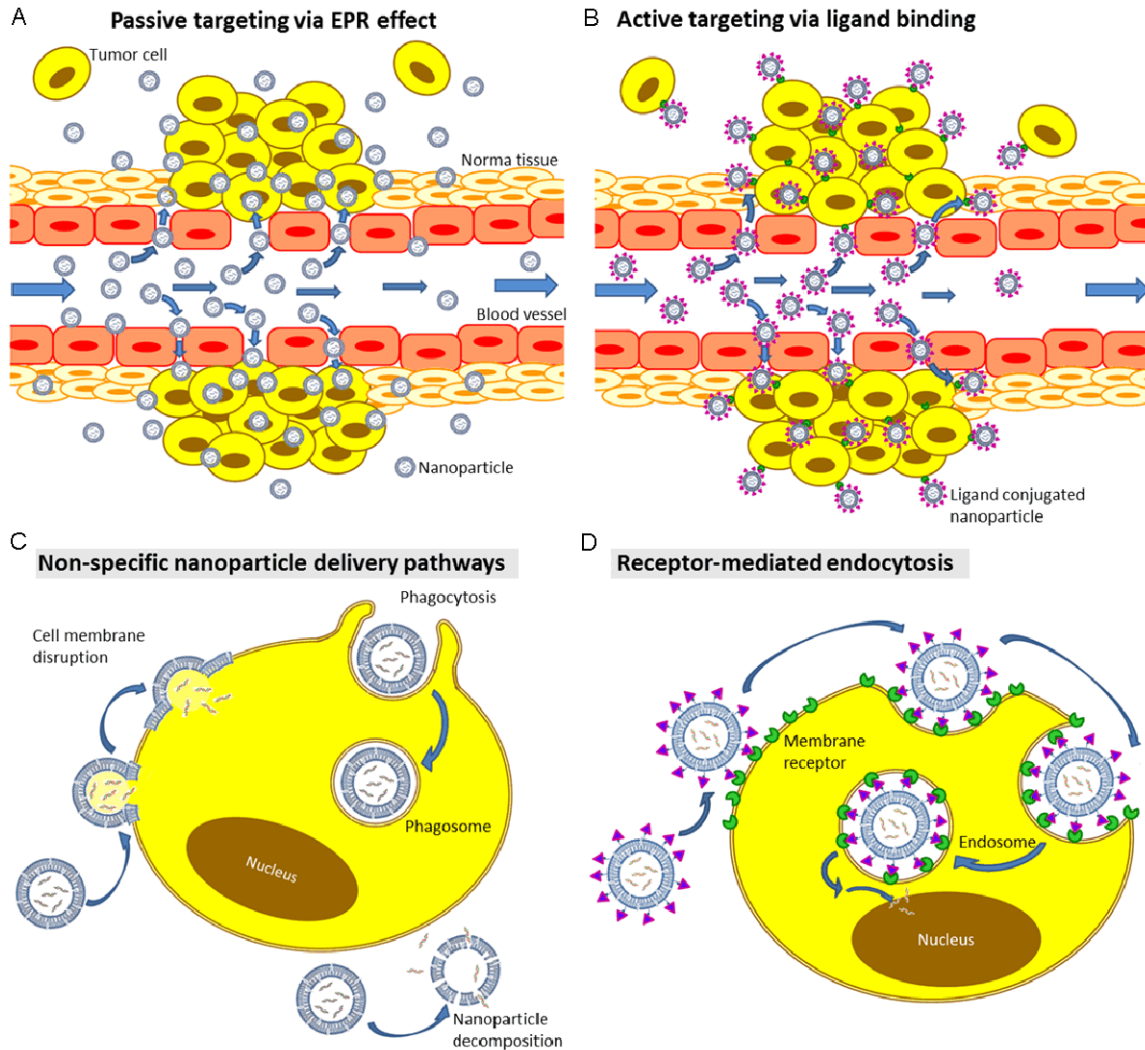 A
Passive targeting via EPR effect
Tumor cell
Norma tissue
Blood vessel
Nanoparticle
B
Active targeting via ligand binding
Ligand conjugated
nanoparticle
C
Non-specific nanoparticle delivery pathways
Phagocytosis
Cell membrane
disruption
Phagosome
Nucleus
Nanoparticle
decomposition
D
Receptor-mediated endocytosis
Membrane
receptor
Endosome
Nucleus